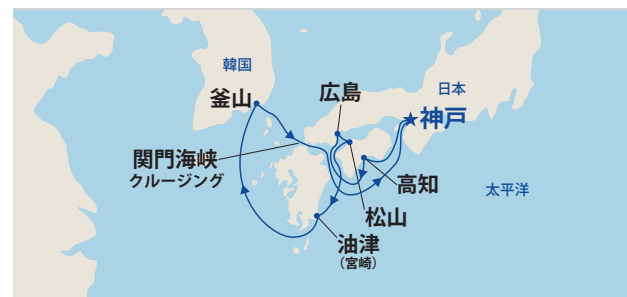 韓国
釜山
広島
日本
神戸
関門海峡
クルージング
高知
太平洋
松山
油津
（宮崎）